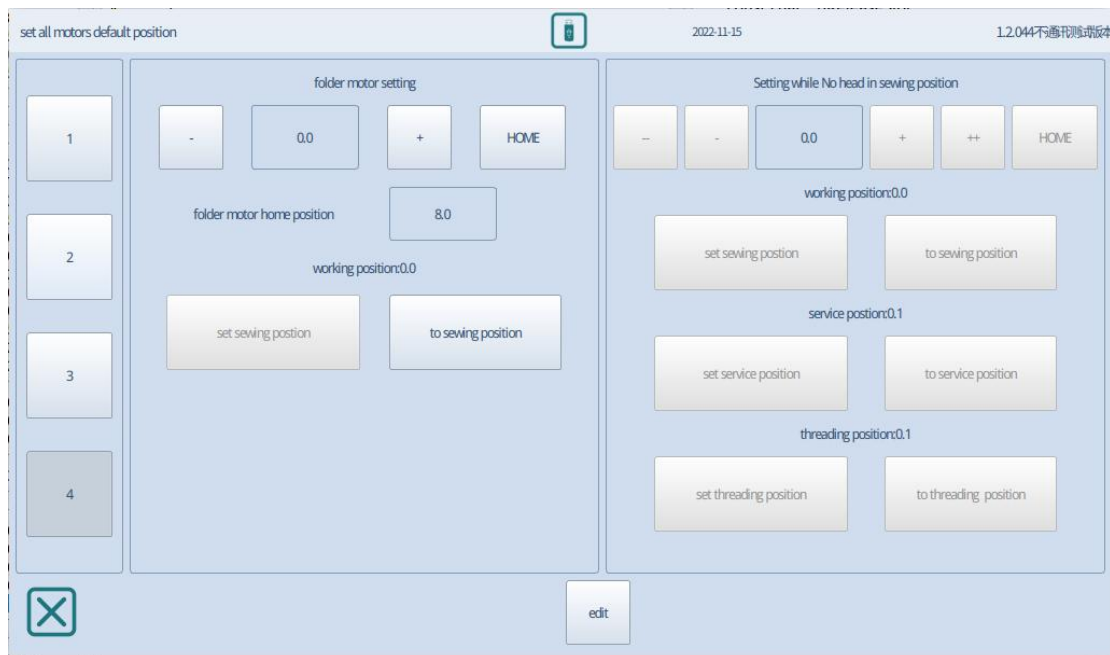 set all motors default position
2022-11-15
1.2.044不通讯测试版本
1
2
3
4
folder motor setting
-
0.0
+
HOME
folder motor home position
8.0
working position:0.0
set sewing postion
to sewing position
Setting while No head in sewing position
--
-
0.0
+
++
HOME
working position:0.0
set sewing postion
to sewing position
service postion:0.1
set service position
to service position
threading position:0.1
set threading position
to threading position
edit